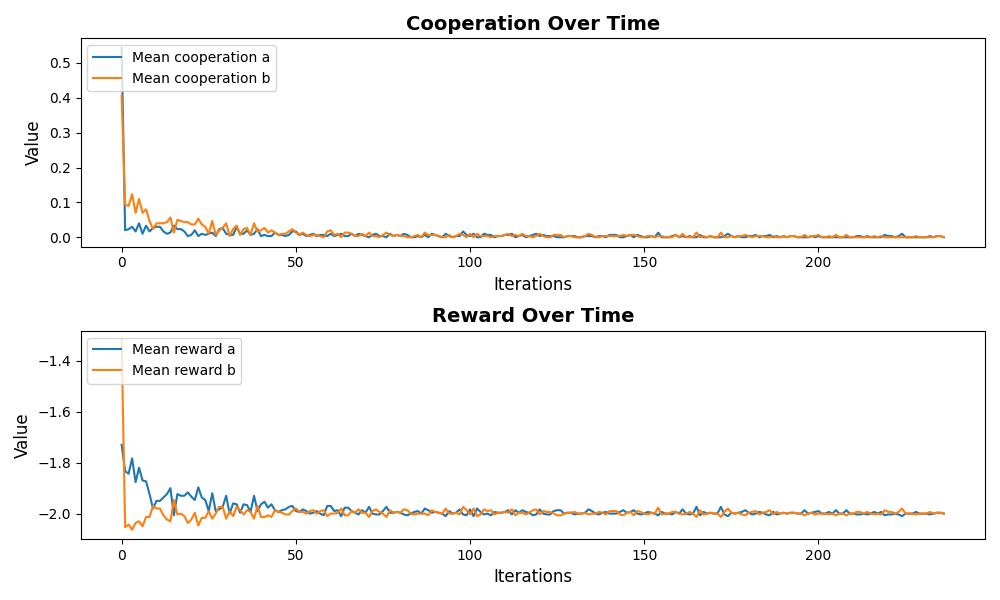 Cooperation Over Time
Mean cooperation a
Mean cooperation b
Value
0.5
0.4
0.3
0.2
0.1
0.0
0 50 100 150 200
Iterations
Reward Over Time
Mean reward a
Mean reward b
Value
−1.4
−1.6
−1.8
−2.0
0 50 100 150 200
Iterations